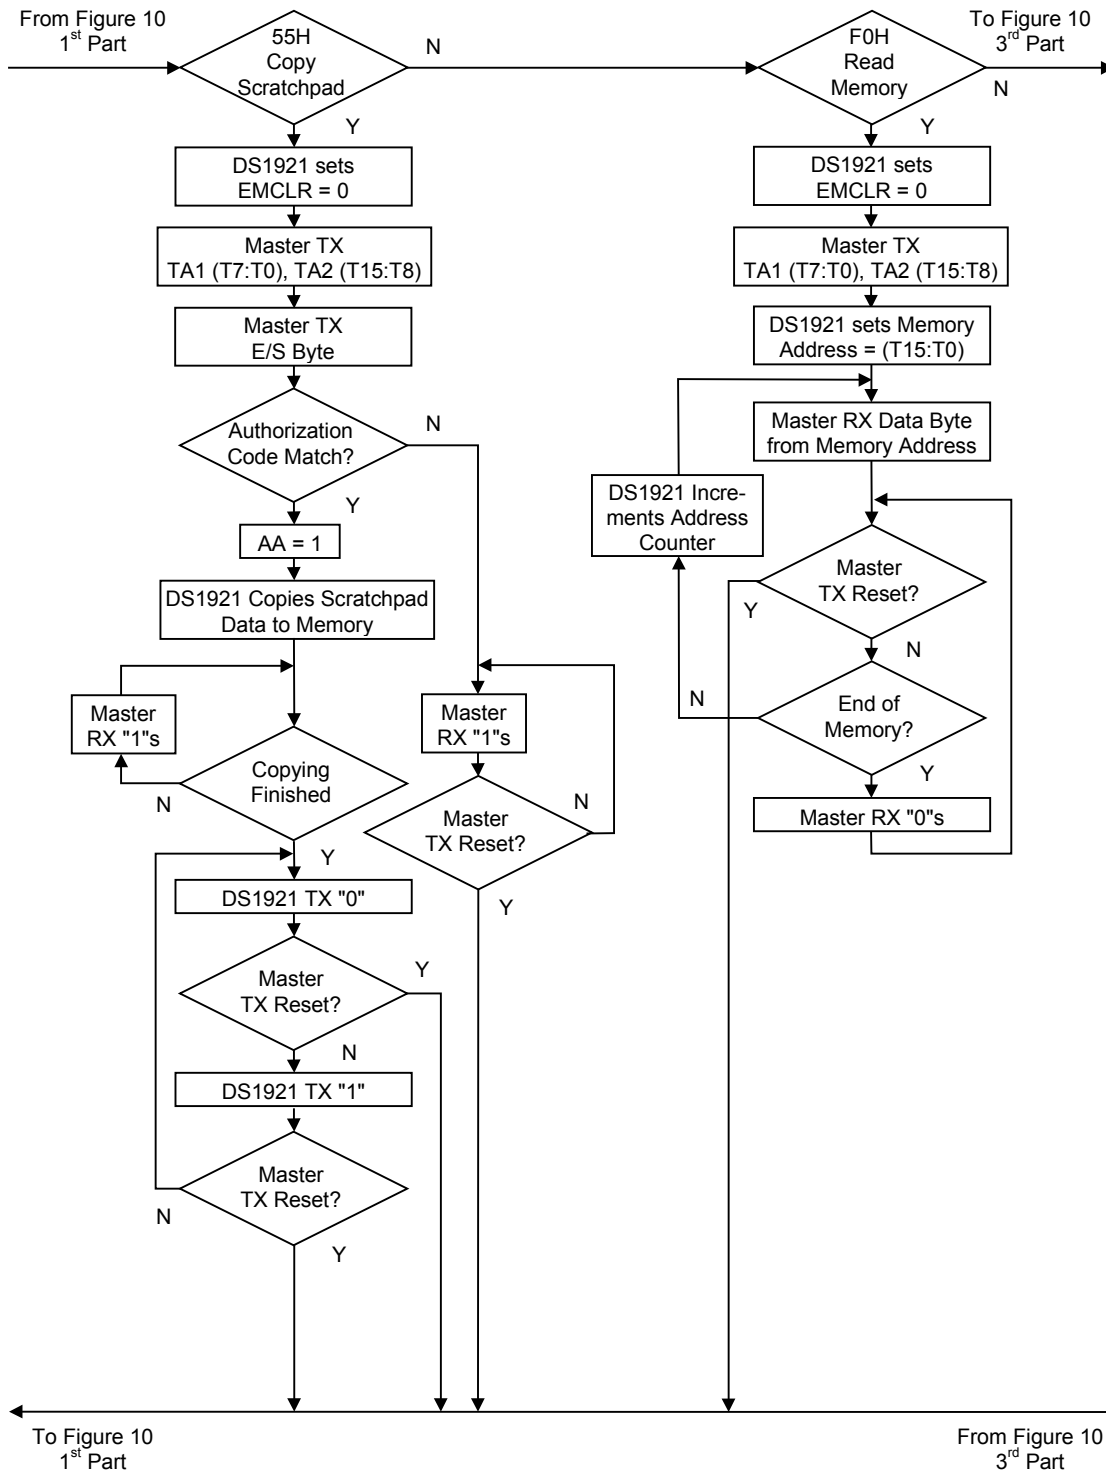 From Figure 10
1st Part
55H
Copy
Scratchpad
N
Y
F0H
Read
Memory
N
Y
To Figure 10
3rd Part
DS1921 sets
EMCLR = 0
Master TX
TA1 (T7:T0), TA2 (T15:T8)
Master TX
E/S Byte
Authorization
Code Match?
N
Y
AA = 1
DS1921 Copies Scratchpad
Data to Memory
Master
RX "1"s
Copying
Finished
N
Y
DS1921 TX "0"
Master
TX Reset?
Y
N
DS1921 TX "1"
Master
TX Reset?
N
Y
Master
RX "1"s
Master
TX Reset?
N
Y
DS1921 sets
EMCLR = 0
Master TX
TA1 (T7:T0), TA2 (T15:T8)
DS1921 sets Memory
Address = (T15:T0)
Master RX Data Byte
from Memory Address
DS1921 Incre-
ments Address
Counter
Master
TX Reset?
Y
N
End of
Memory?
N
Y
Master RX "0"s
To Figure 10
1st Part
From Figure 10
3rd Part